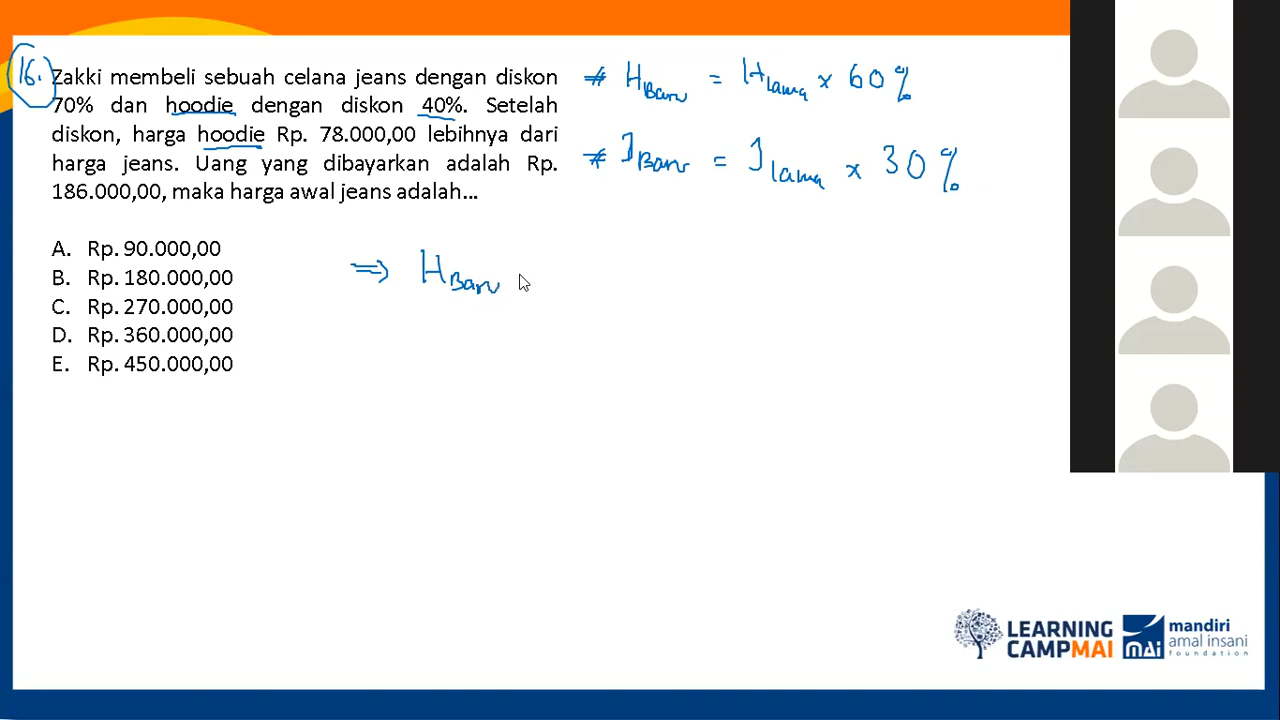 16.
Zakki membeli sebuah celana jeans dengan diskon
70% dan hoodie dengan diskon 40%. Setelah
diskon, harga hoodie Rp. 78.000,00 lebihnya dari
harga jeans. Uang yang dibayarkan adalah Rp.
186.000,00, maka harga awal jeans adalah...
A. Rp. 90.000,00
B. Rp. 180.000,00
C. Rp. 270.000,00
D. Rp. 360.000,00
E. Rp. 450.000,00
* H Baru = H lama x 60%
* J Baru = J lama x 30%
⇒ H Baru
LEARNING
CAMPMAI
MAI
mandiri
amal insani
foundation